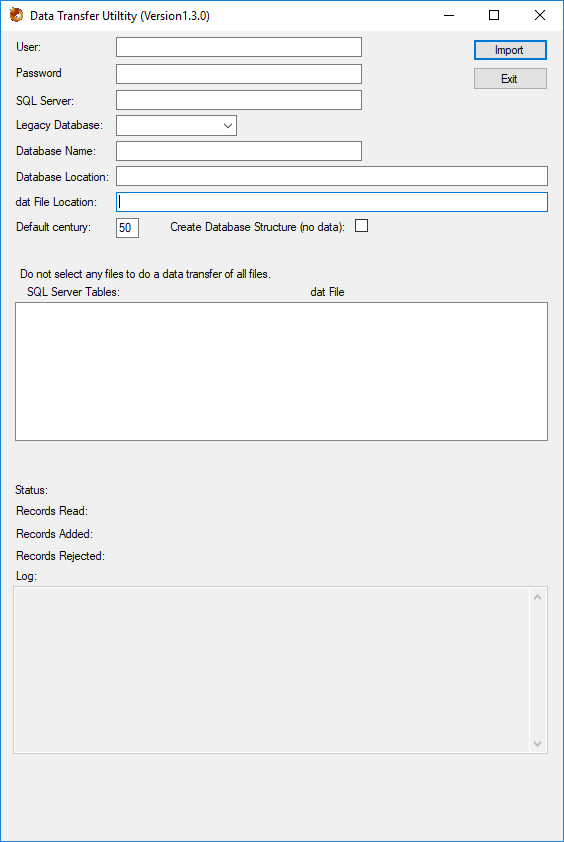 Data Transfer Utiltity (Version1.3.0)
User:
Import
Password
Exit
SQL Server:
Legacy Database:
Database Name:
Database Location:
dat File Location:
Default century: 50 Create Database Structure (no data):
Do not select any files to do a data transfer of all files.
SQL Server Tables: dat File
Status:
Records Read:
Records Added:
Records Rejected:
Log: